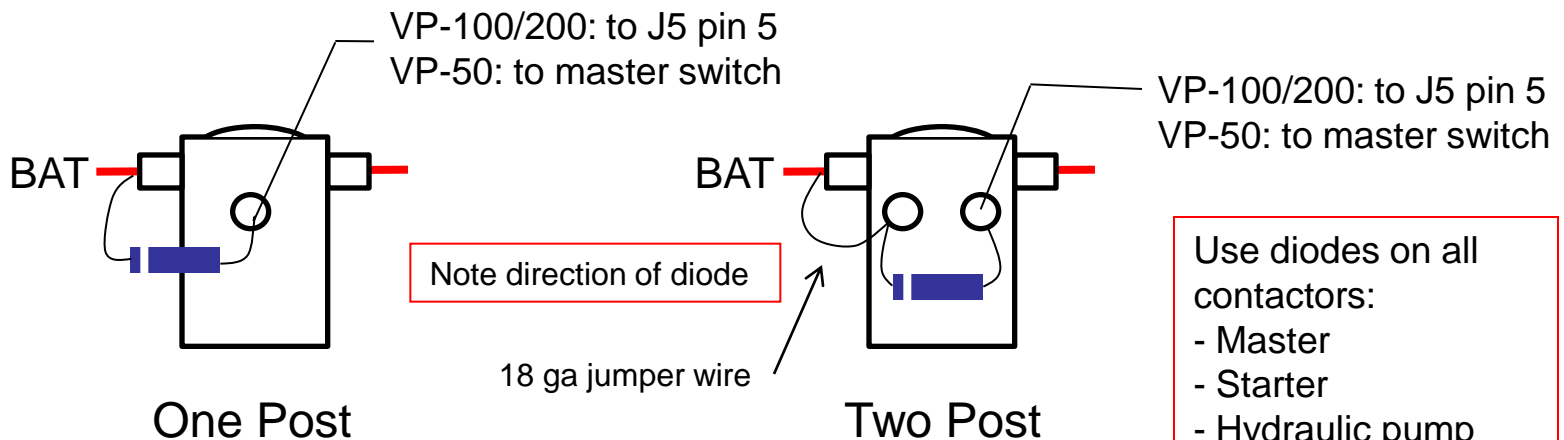 VP-100/200: to J5 pin 5
VP-50: to master switch
BAT
Note direction of diode
18 ga jumper wire
One Post
VP-100/200: to J5 pin 5
VP-50: to master switch
BAT
Two Post
Use diodes on all
contactors:
- Master
- Starter
- Hydraulic pump